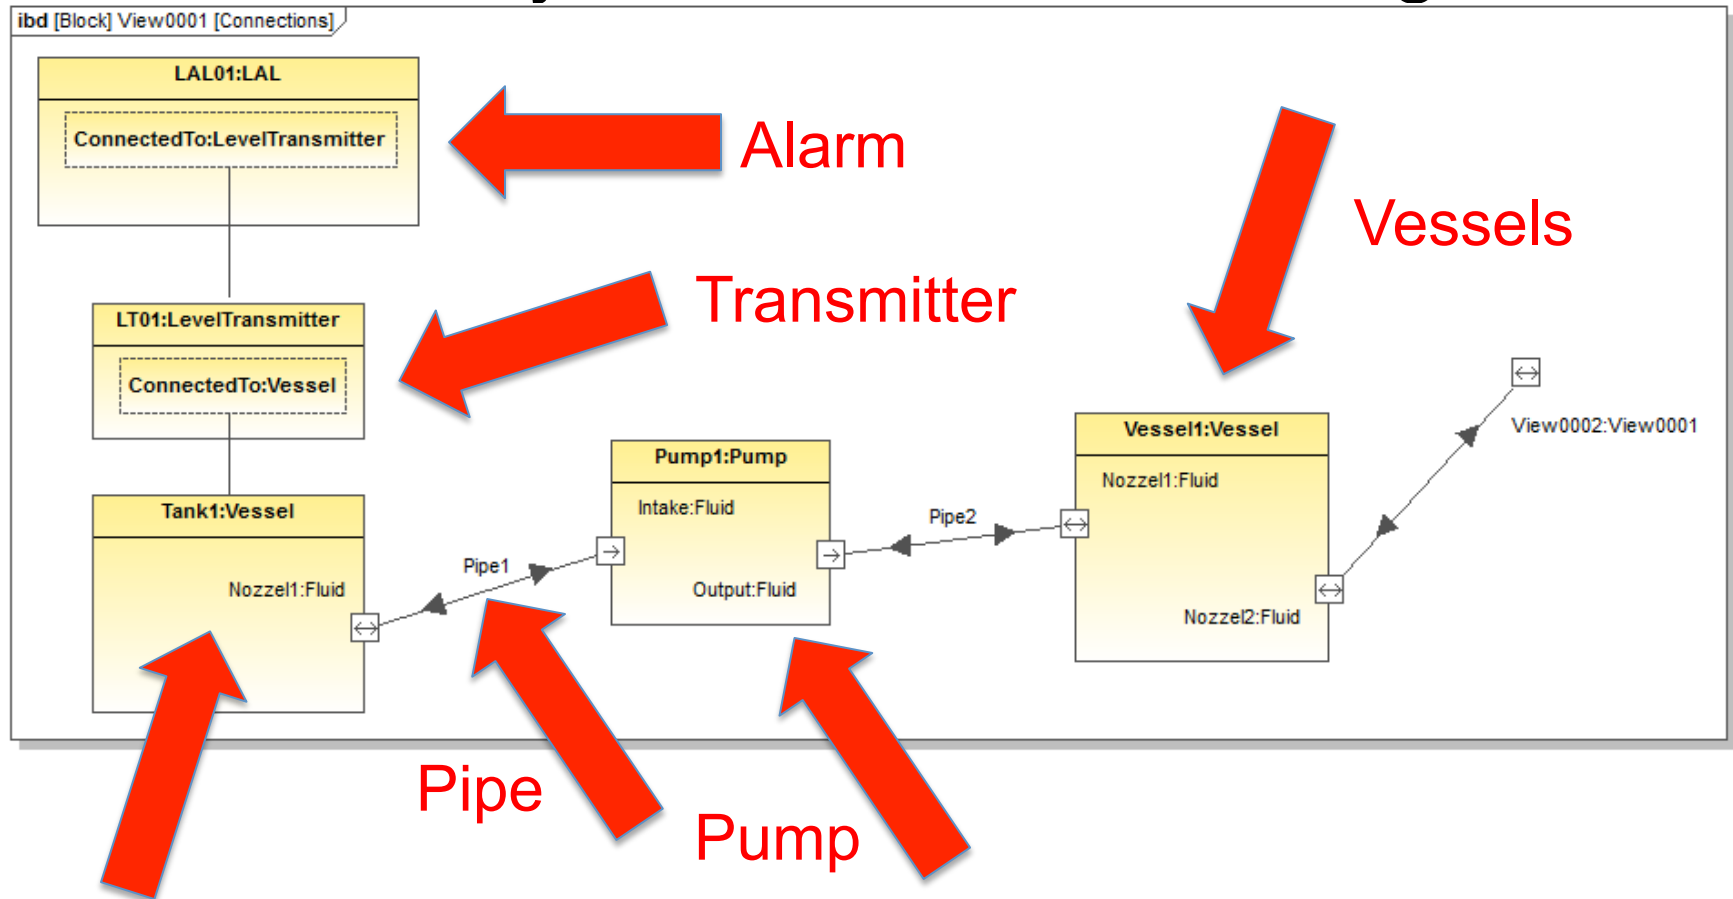 ibd [Block] View0001 [Connections]
LAL01:LAL
ConnectedTo:LevelTransmitter
Alarm
Vessels
Transmitter
LT01:LevelTransmitter
ConnectedTo:Vessel
View0002:View0001
Vessel1:Vessel
Pump1:Pump
Nozzel1:Fluid
Tank1:Vessel
Intake:Fluid
Pipe2
Pipe1
Nozzel1:Fluid
Output:Fluid
Nozzel2:Fluid
Pipe
Pump